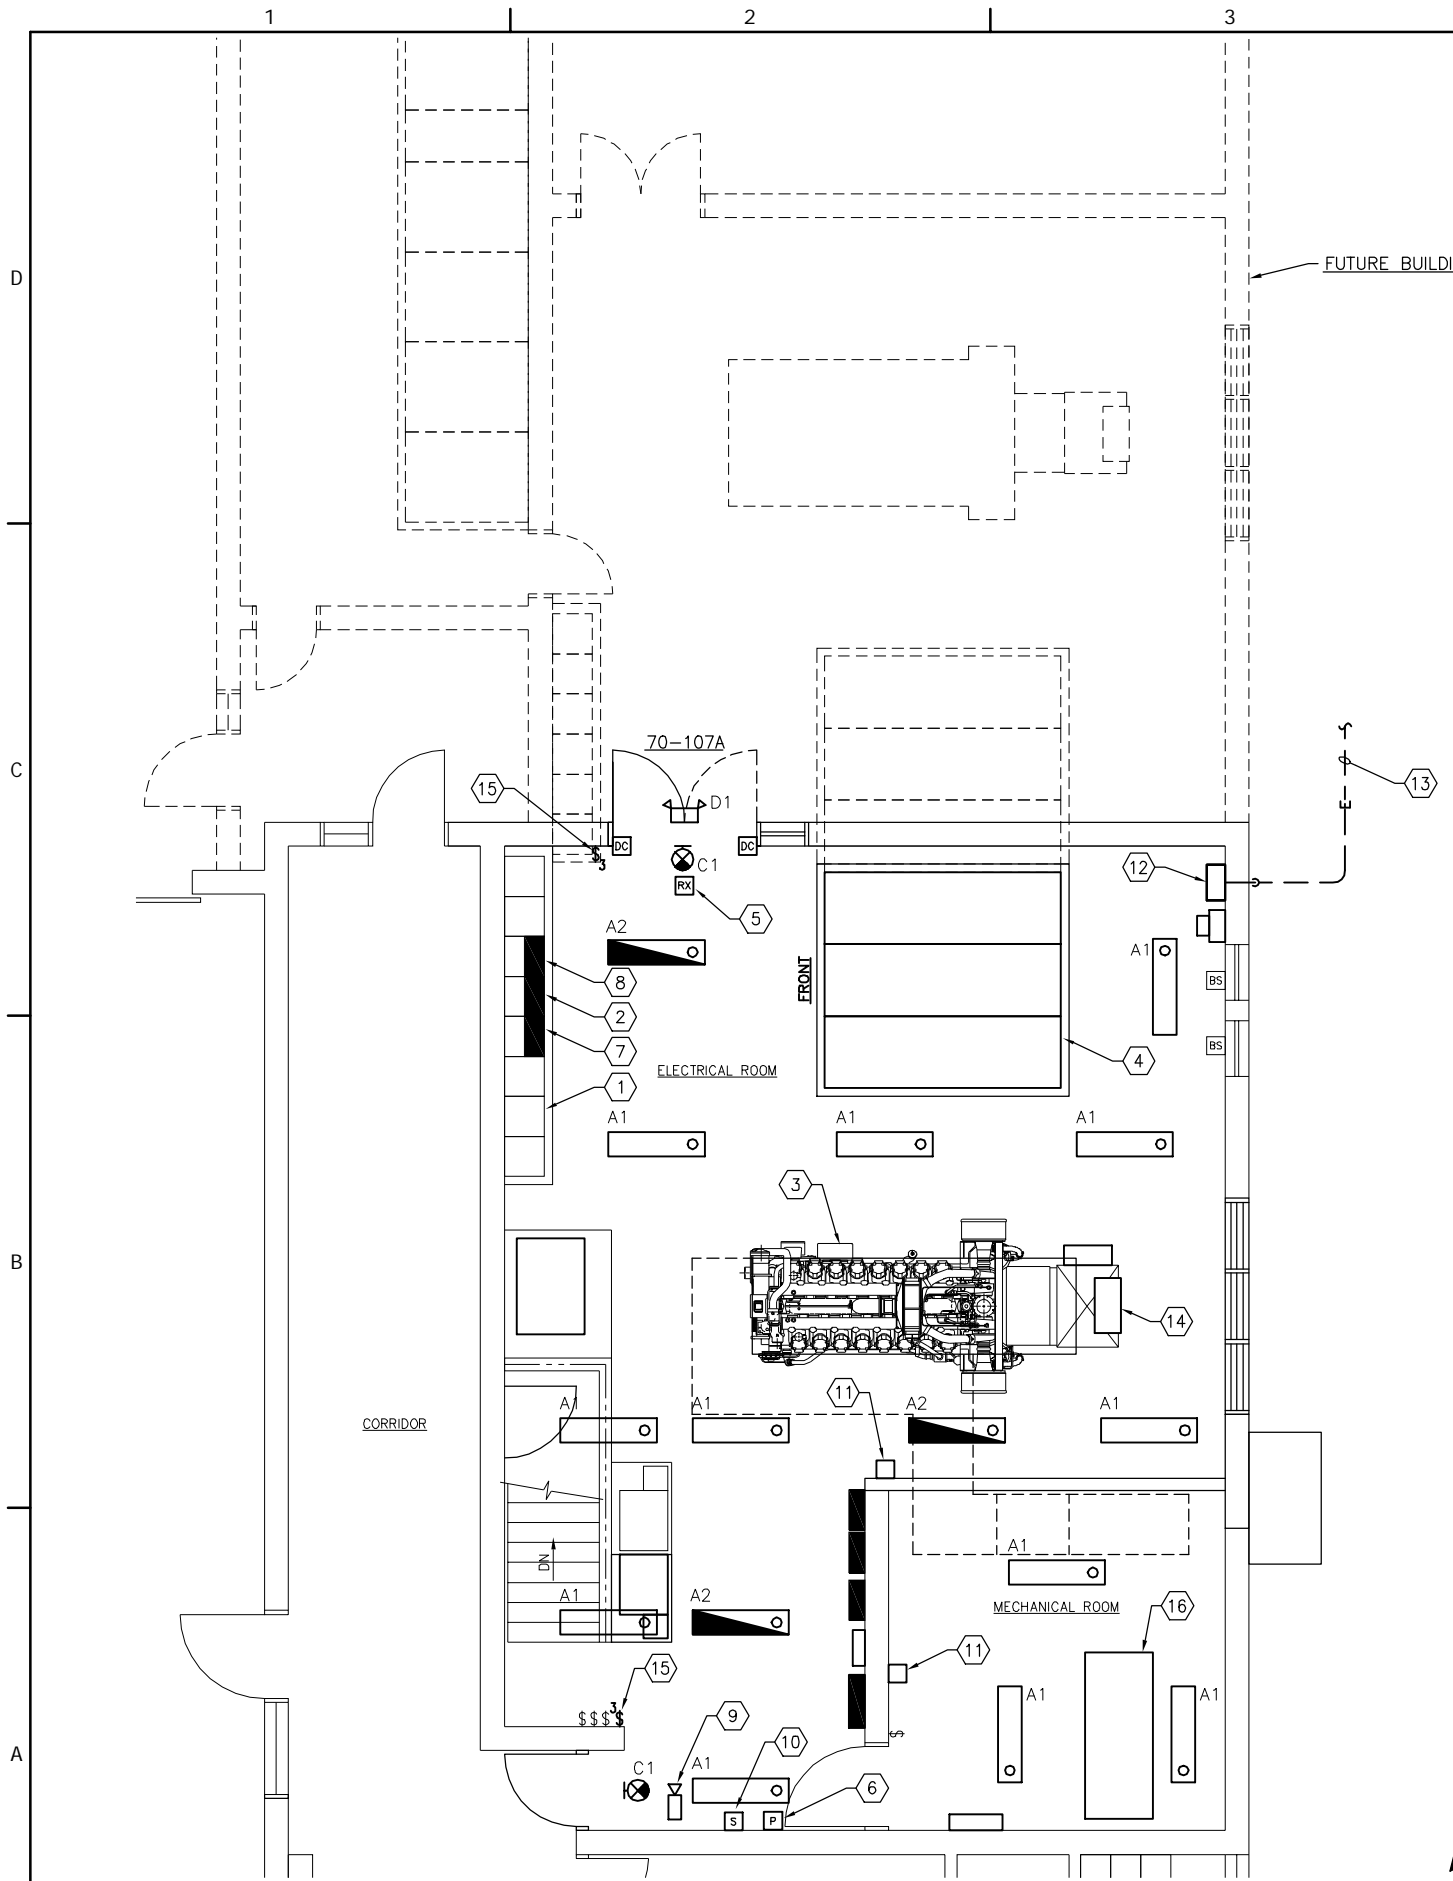 1 2 3
D
FUTURE BUILDI
C
70-107A
15
D1
13
DC DC
$3
C1
12
RX
5
A2
A1
8
FRONT
BS
2
7
BS
4
ELECTRICAL ROOM
1
A1 A1 A1
3
B
14
11
A1 A1 A2 A1
CORRIDOR
DN
A1
A1 A2
MECHANICAL ROOM
16
11
15
A1 A1
3
$ $ $ $
9
$
10
A
C1
A1
6
S P